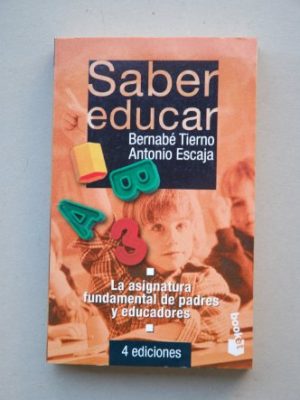 Saber
educar
Bernabé Tierno
Antonio Escaja
B
A
3
La asignatura
fundamental de padres
y educadores
booket
4 ediciones